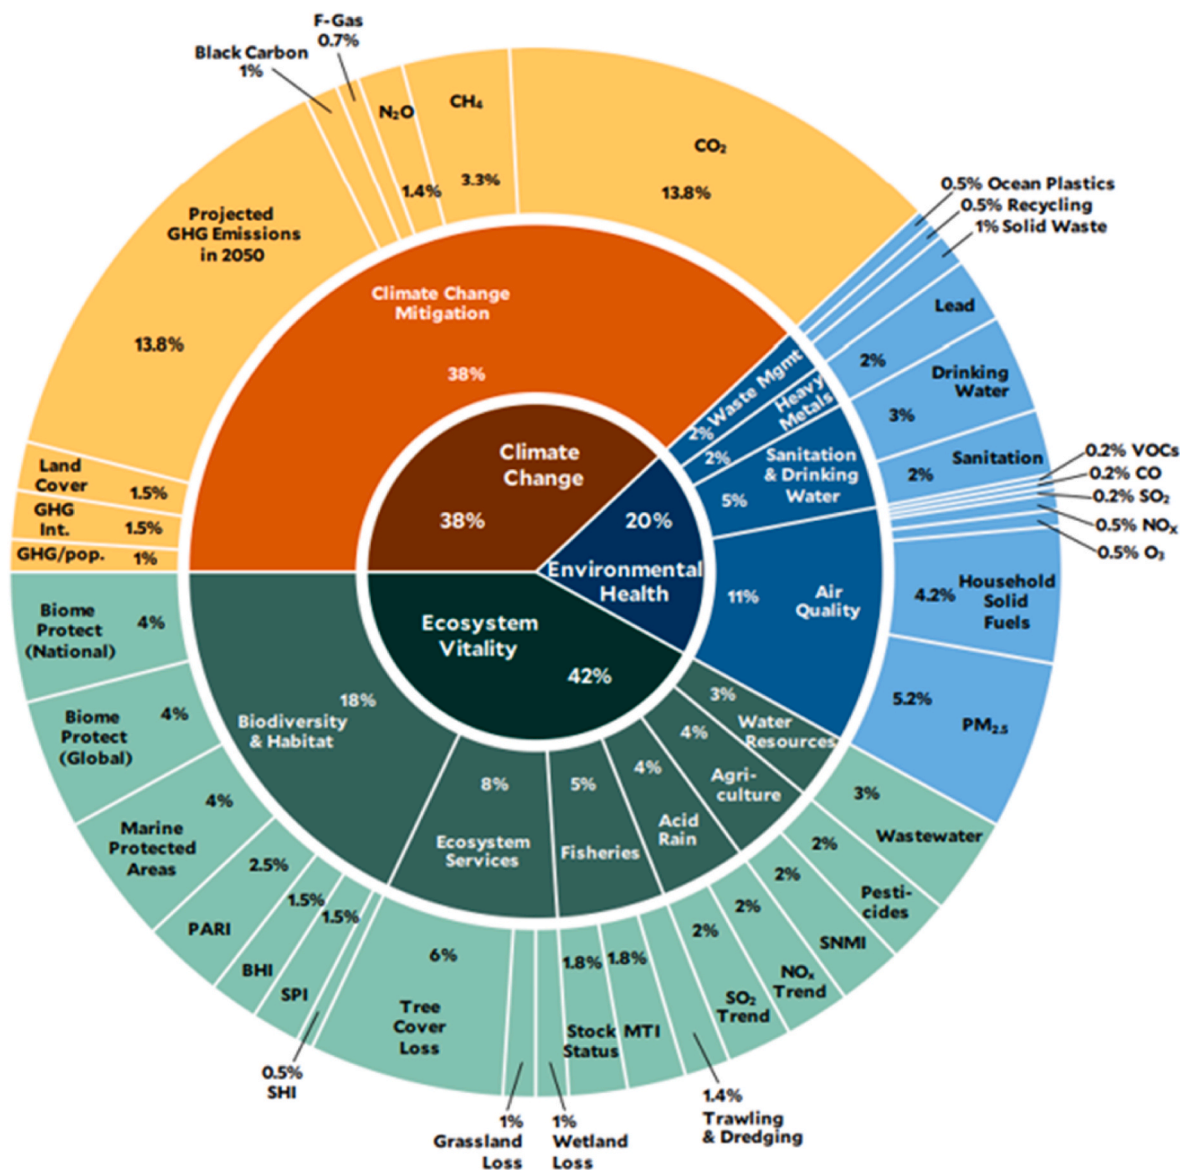 F-Gas
0.7%
Black Carbon
1%
N₂O
1.4%
CH₄
3.3%
CO₂
13.8%
Projected
GHG Emissions
in 2050
13.8%
Land
Cover
1.5%
GHG
Int.
1.5%
GHG/pop.
1%
Climate Change
Mitigation
38%
Climate
Change
38%
0.5% Ocean Plastics
0.5% Recycling
1% Solid Waste
Lead
2%
Drinking
Water
3%
Sanitation
2%
0.2% VOCs
0.2% CO
0.2% SO₂
0.5% NOₓ
0.5% O₃
4.2%
Household
Solid
Fuels
5.2%
PM₂.₅
Waste Mgmt
2%
Heavy
Metals
2%
Sanitation
& Drinking
Water
5%
11%
Air
Quality
20%
Environmental
Health
Ecosystem
Vitality
42%
18%
Biodiversity
& Habitat
8%
Ecosystem
Services
5%
Fisheries
4%
Acid
Rain
4%
Agri-
culture
3%
Water
Resources
Biome
Protect
(National)
4%
Biome
Protect
(Global)
4%
4%
Marine
Protected
Areas
2.5%
PARI
1.5%
BHI
1.5%
SPI
0.5%
SHI
6%
Tree
Cover
Loss
1%
Grassland
Loss
1%
Wetland
Loss
1.8%
Stock
Status
1.8%
MTI
1.4%
Trawling
& Dredging
2%
SO₂
Trend
2%
NOₓ
Trend
2%
SNMI
2%
Pesti-
cides
3%
Wastewater